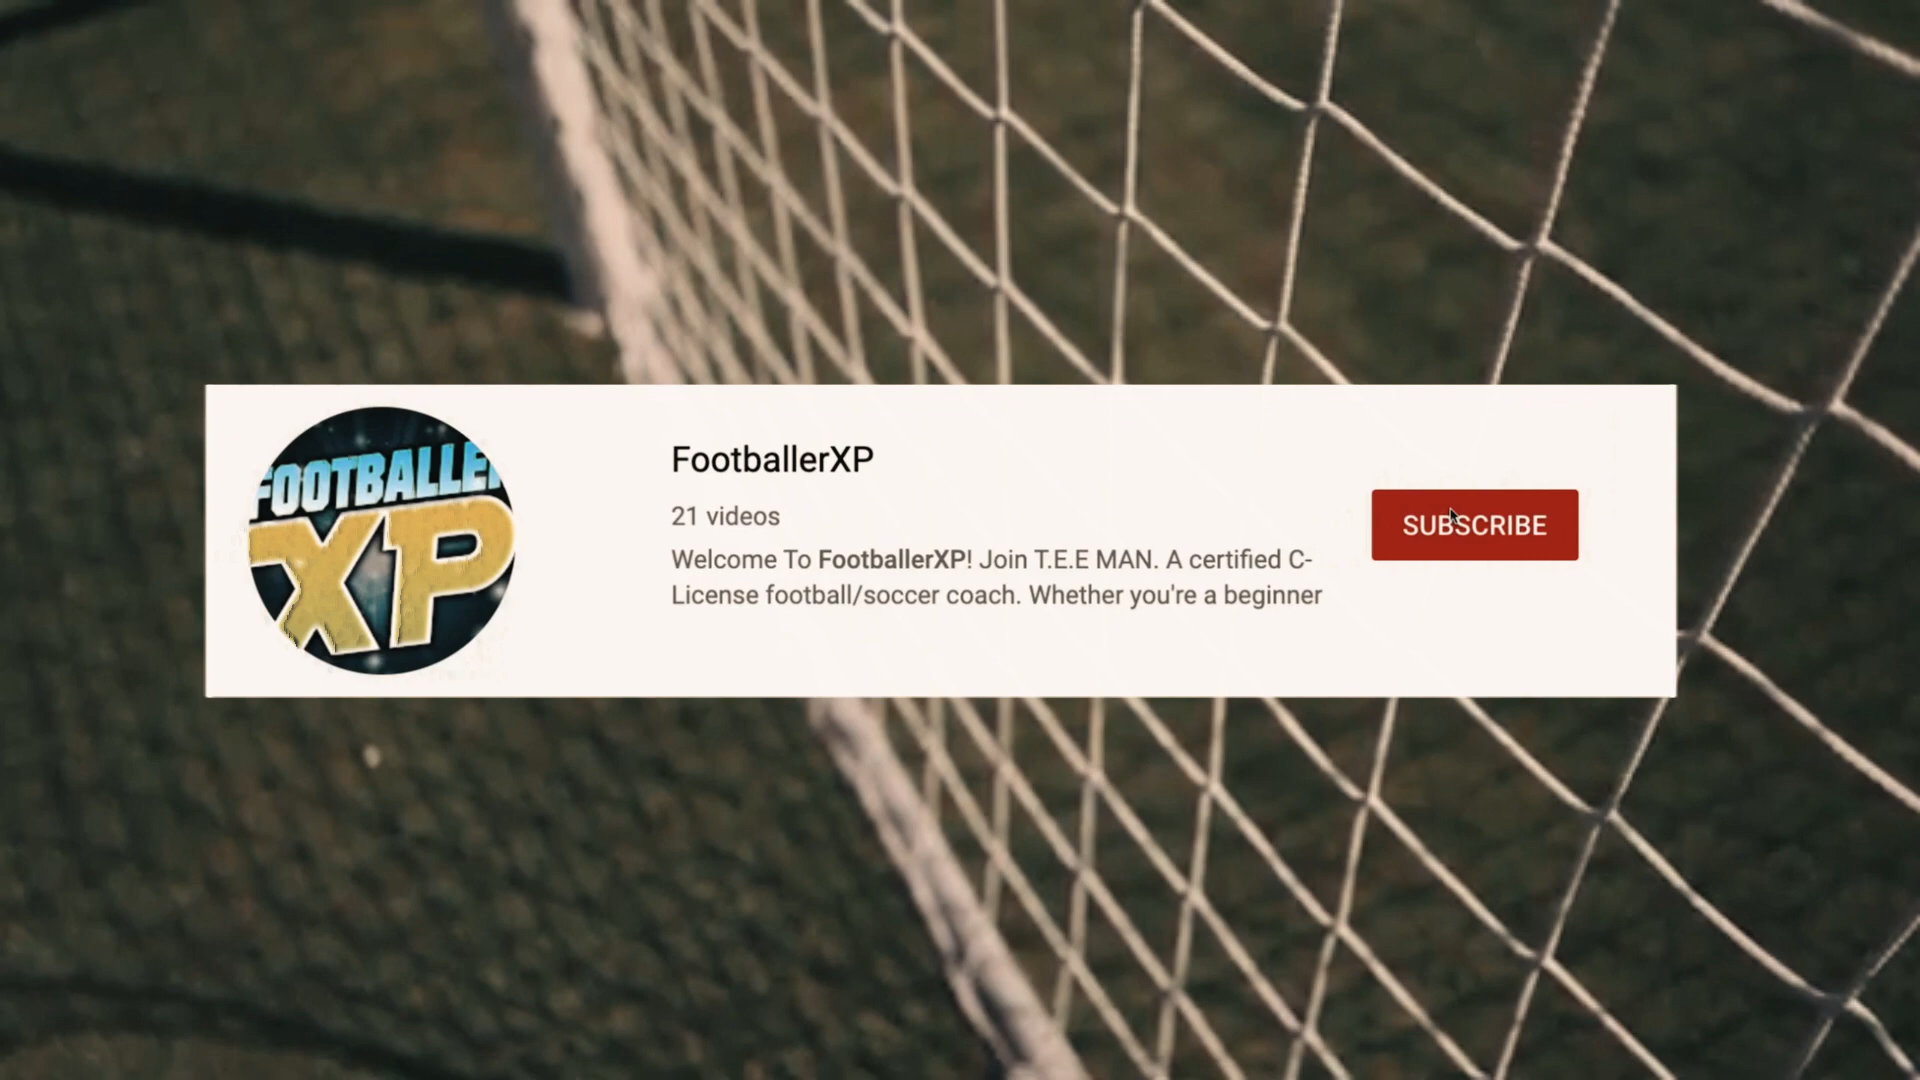 FOOTBALLE
XP
FootballerXP
21 videos
Welcome To FootballerXP! Join T.E.E MAN. A certified C-
License football/soccer coach. Whether you're a beginner
SUBSCRIBE